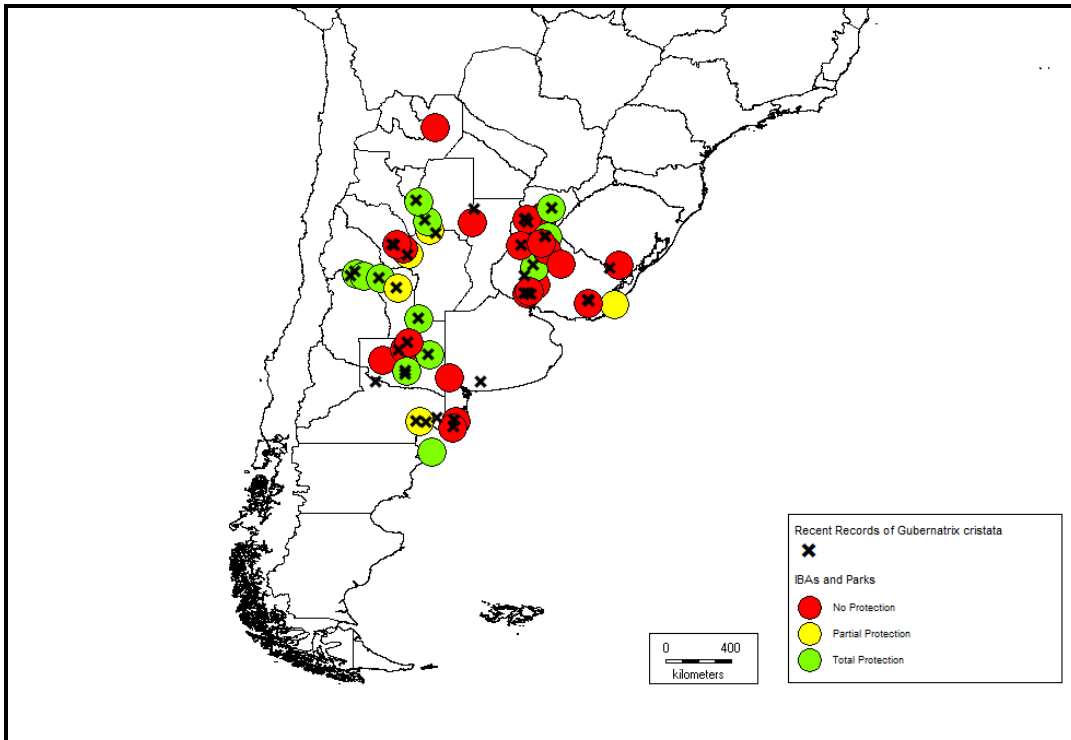 Recent Records of Gubernatrix cristata
IBAs and Parks
No Protection
Partial Protection
Total Protection
0 400
kilometers